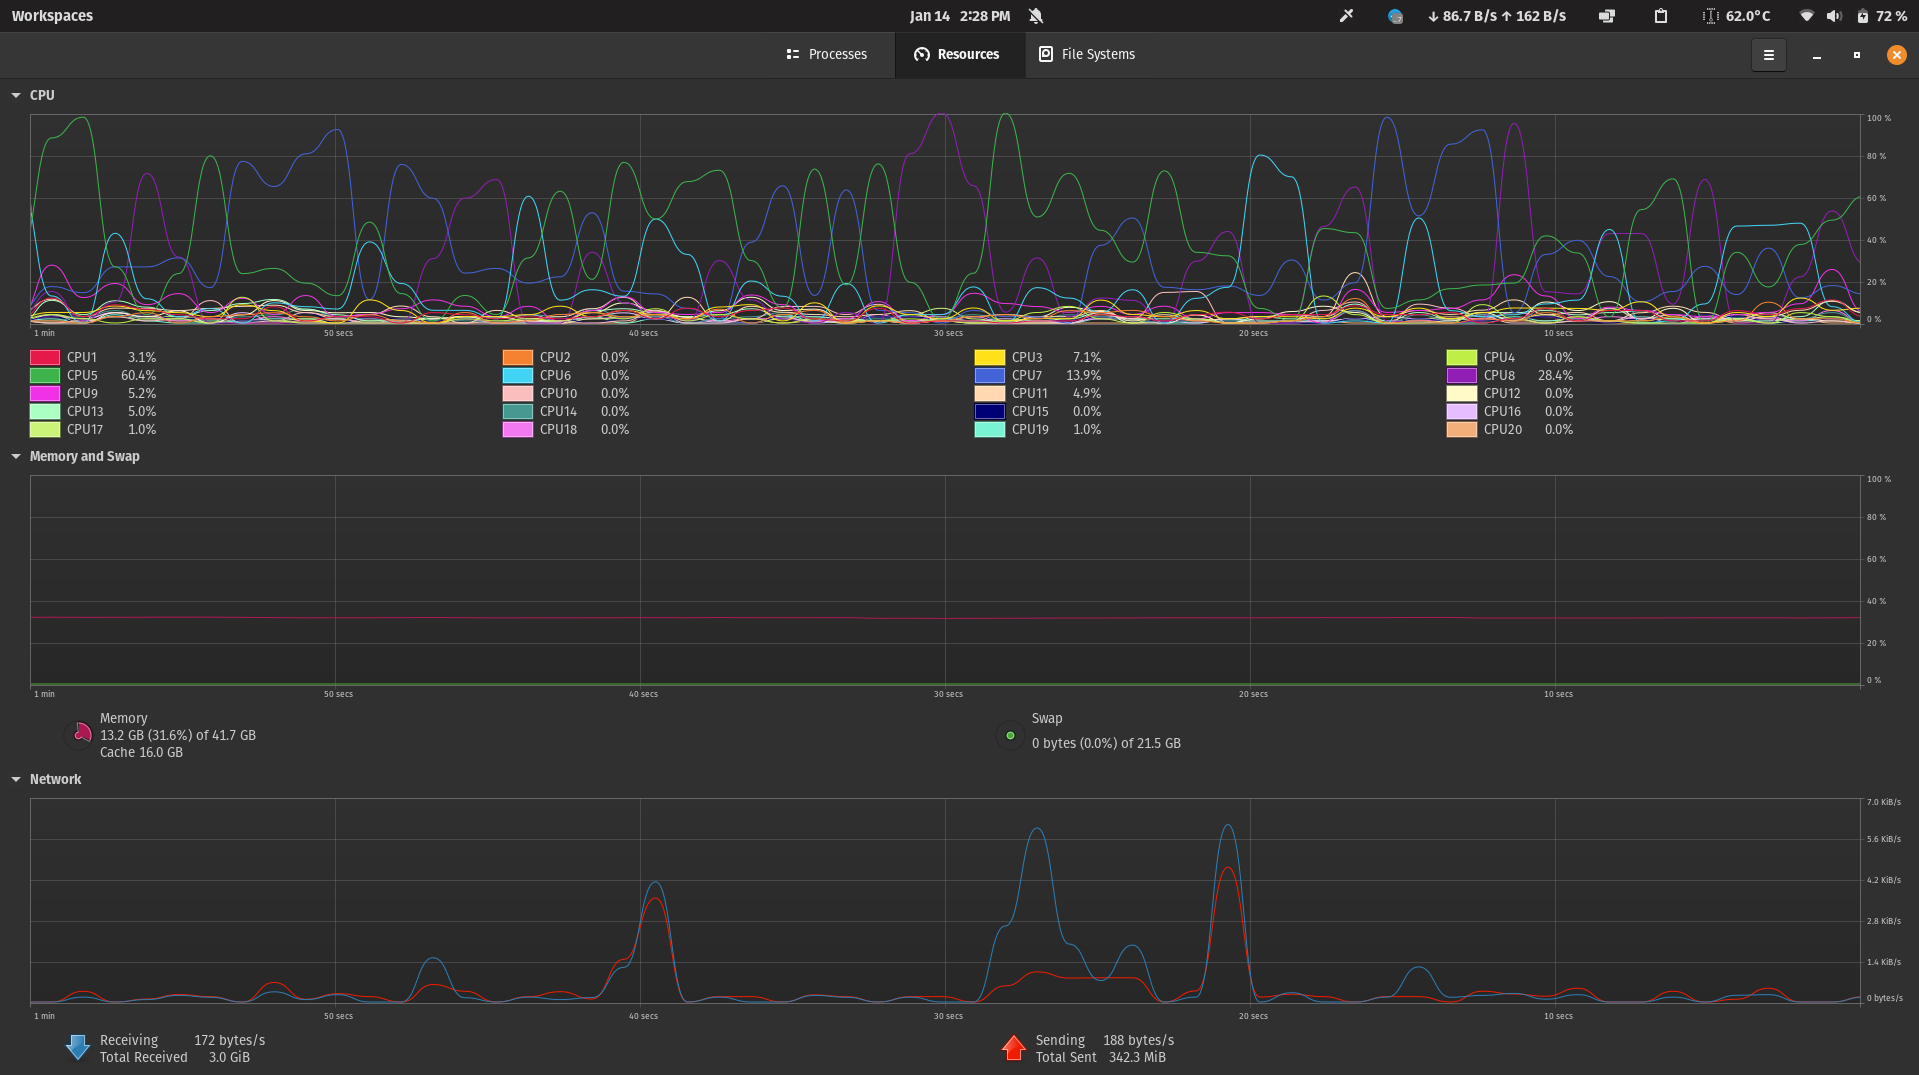 Workspaces
Jan 14 2:28 PM
↓ 86.7 B/s ↑ 162 B/s
62.0°C
72 %
Processes
Resources
File Systems
CPU
100 %
80 %
60 %
40 %
20 %
0 %
1 min 50 secs 40 secs 30 secs 20 secs 10 secs
CPU1 3.1% CPU2 0.0% CPU3 7.1% CPU4 0.0%
CPU5 60.4% CPU6 0.0% CPU7 13.9% CPU8 28.4%
CPU9 5.2% CPU10 0.0% CPU11 4.9% CPU12 0.0%
CPU13 5.0% CPU14 0.0% CPU15 0.0% CPU16 0.0%
CPU17 1.0% CPU18 0.0% CPU19 1.0% CPU20 0.0%
Memory and Swap
100 %
80 %
60 %
40 %
20 %
0 %
1 min 50 secs 40 secs 30 secs 20 secs 10 secs
Memory
13.2 GB (31.6%) of 41.7 GB
Cache 16.0 GB
Swap
0 bytes (0.0%) of 21.5 GB
Network
7.0 KiB/s
5.6 KiB/s
4.2 KiB/s
2.8 KiB/s
1.4 KiB/s
0 bytes/s
1 min 50 secs 40 secs 30 secs 20 secs 10 secs
Receiving 172 bytes/s
Total Received 3.0 GiB
Sending 188 bytes/s
Total Sent 342.3 MiB